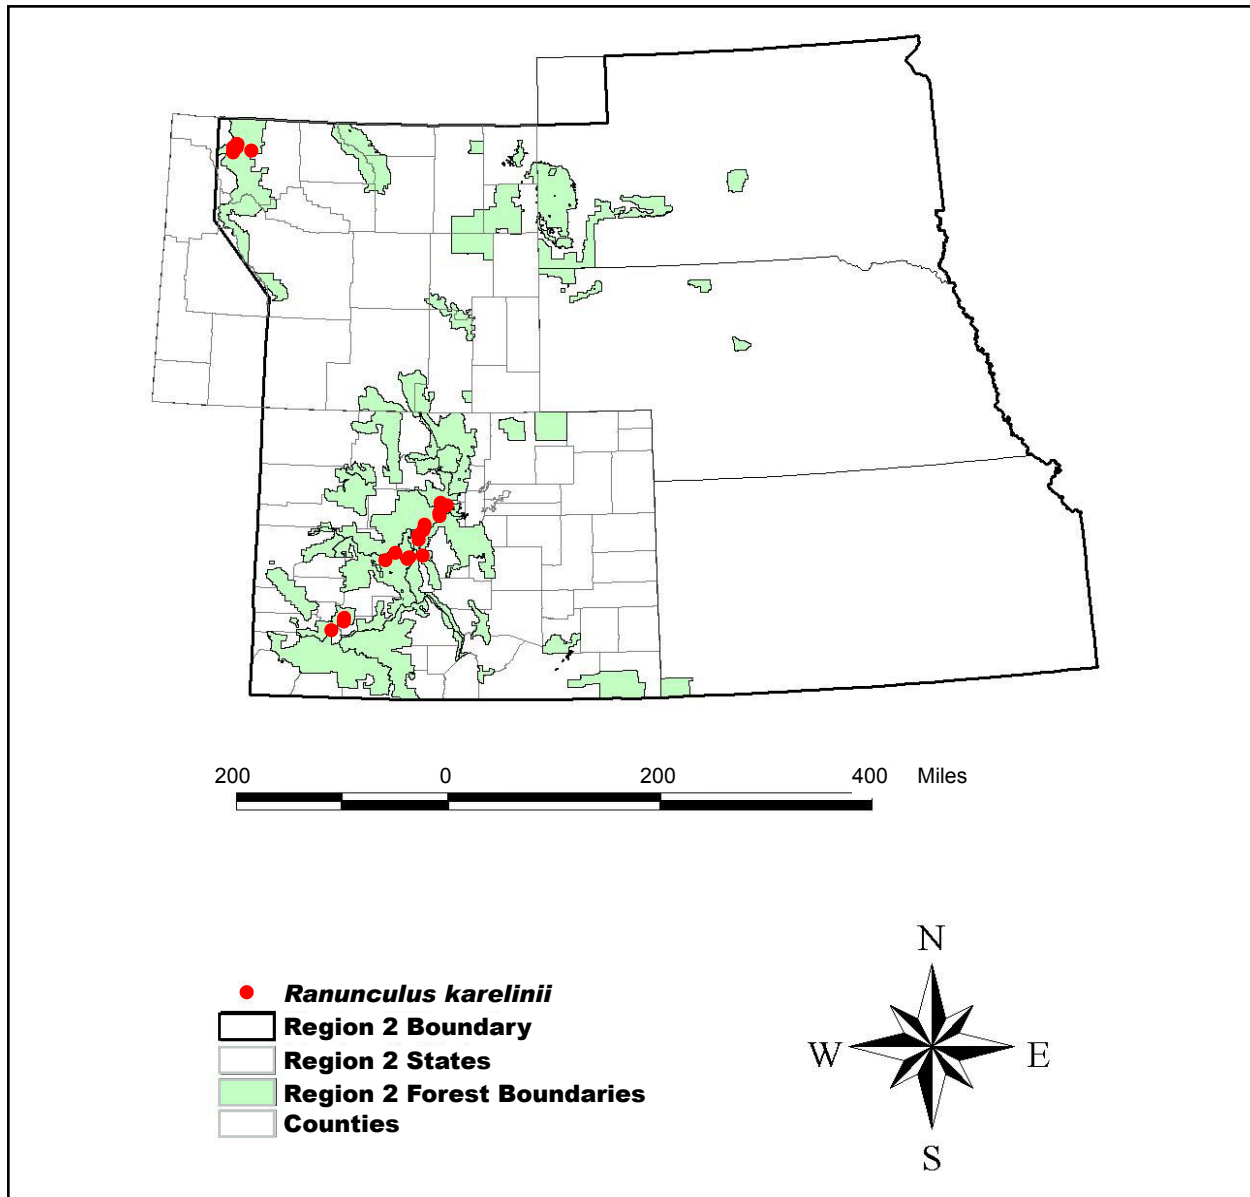 200 0 200 400 Miles
N
W E
S
Ranunculus karelinii
Region 2 Boundary
Region 2 States
Region 2 Forest Boundaries
Counties